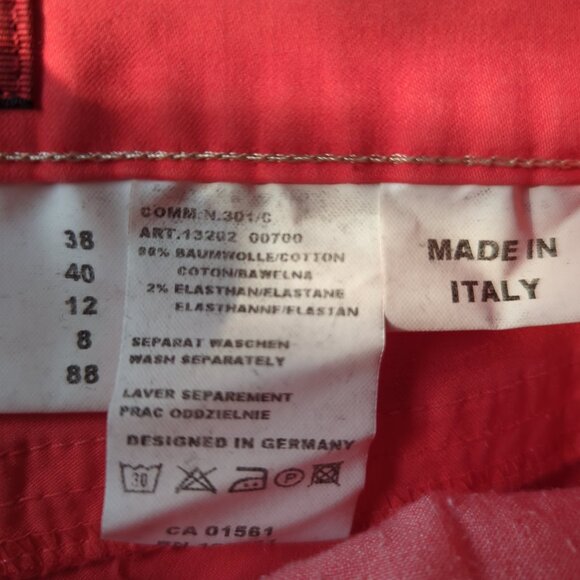 38
40
12
8
88
COMM.N.301/C
ART.13202 00700
98% BAUMWOLLE/COTTON
COTON/BAWELNA
2% ELASTHAN/ELASTANE
ELASTHANNE/ELASTAN
SEPARAT WASCHEN
WASH SEPARATELY
LAVER SEPAREMENT
PRAC ODDZIELNIE
DESIGNED IN GERMANY
30
P
CA 01561
MADE IN
ITALY